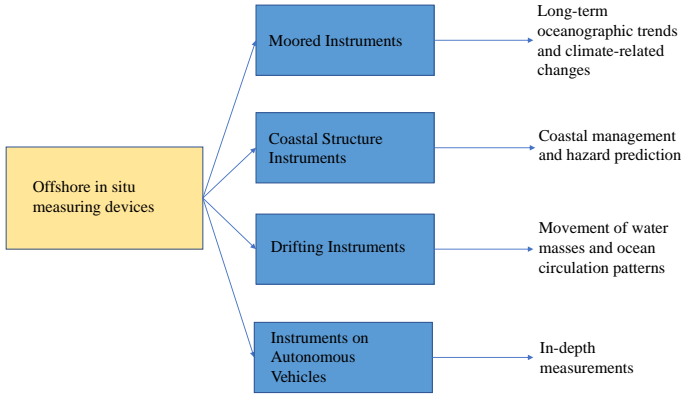 Offshore in situ
measuring devices
Moored Instruments
Long-term
oceanographic trends
and climate-related
changes
Coastal Structure
Instruments
Coastal management
and hazard prediction
Drifting Instruments
Movement of water
masses and ocean
circulation patterns
Instruments on
Autonomous
Vehicles
In-depth
measurements